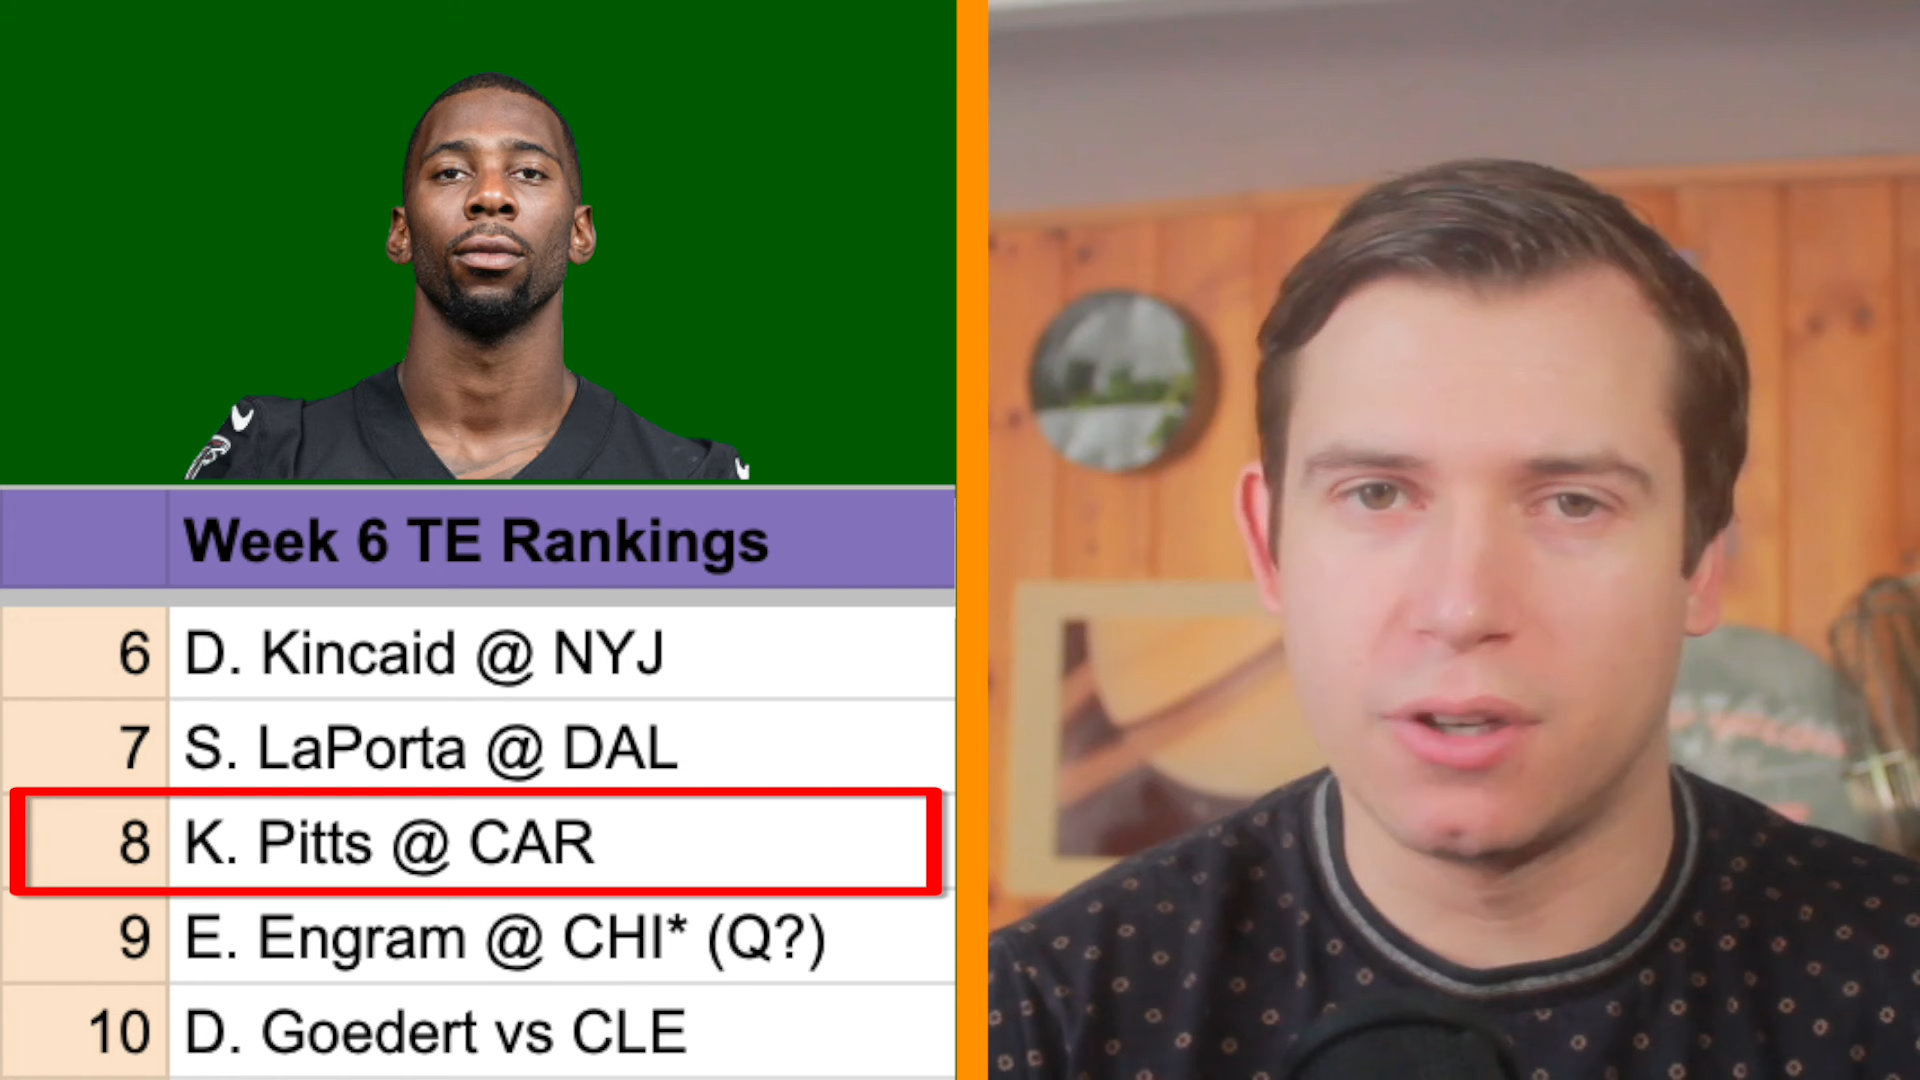 Week 6 TE Rankings
6 D. Kincaid @ NYJ
7 S. LaPorta @ DAL
8 K. Pitts @ CAR
9 E. Engram @ CHI* (Q?)
10 D. Goedert vs CLE